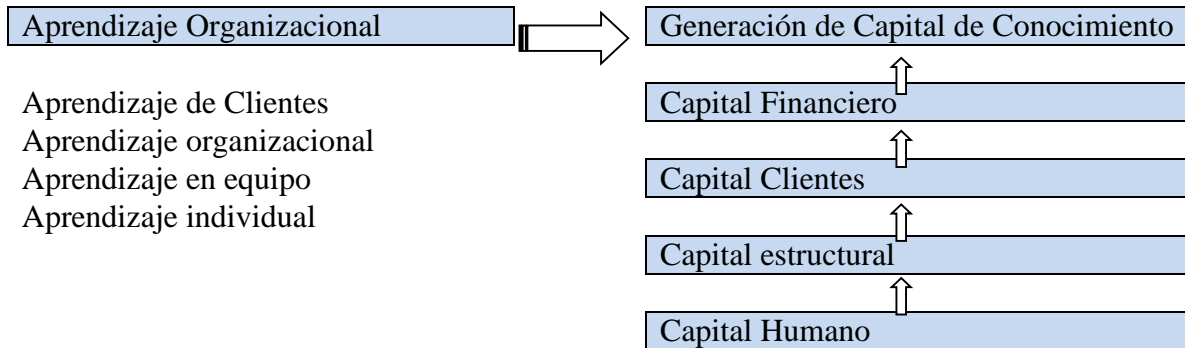 Aprendizaje Organizacional
Generación de Capital de Conocimiento
Aprendizaje de Clientes
Aprendizaje organizacional
Aprendizaje en equipo
Aprendizaje individual
Capital Financiero
Capital Clientes
Capital estructural
Capital Humano